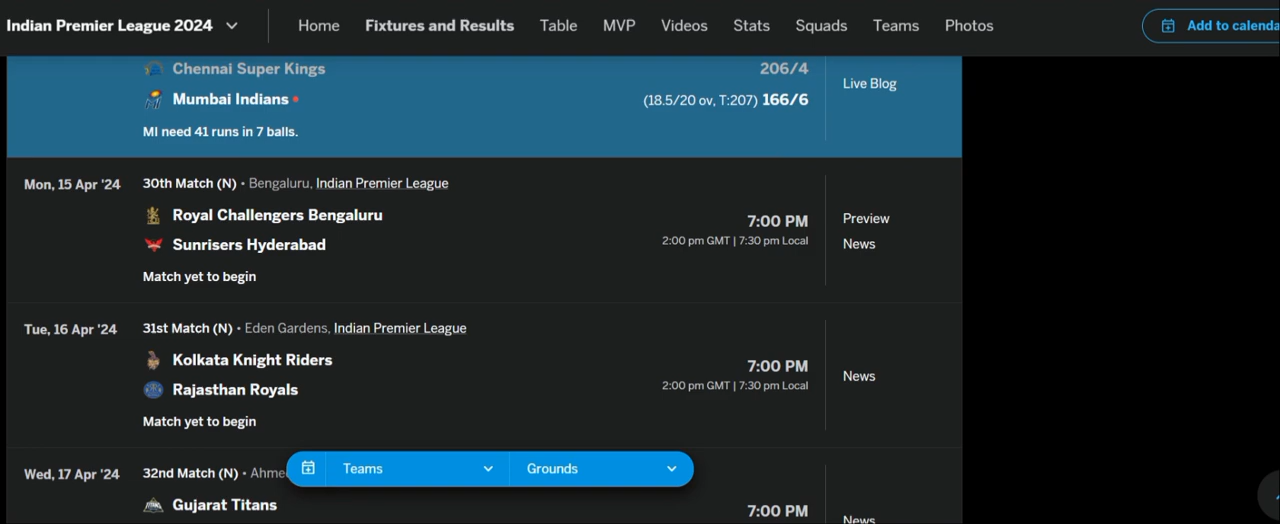 Indian Premier League 2024 Home Fixtures and Results Table MVP Videos Stats Squads Teams Photos Add to calenda
Chennai Super Kings 206/4
Mumbai Indians (18.5/20 ov, T:207) 166/6
Live Blog
MI need 41 runs in 7 balls.
Mon, 15 Apr '24 30th Match (N) • Bengaluru, Indian Premier League
Royal Challengers Bengaluru 7:00 PM Preview
Sunrisers Hyderabad 2:00 pm GMT | 7:30 pm Local News
Match yet to begin
Tue, 16 Apr '24 31st Match (N) • Eden Gardens, Indian Premier League
Kolkata Knight Riders 7:00 PM
Rajasthan Royals 2:00 pm GMT | 7:30 pm Local News
Match yet to begin
Wed, 17 Apr '24 32nd Match (N) • Ahme Teams Grounds
Gujarat Titans 7:00 PM News